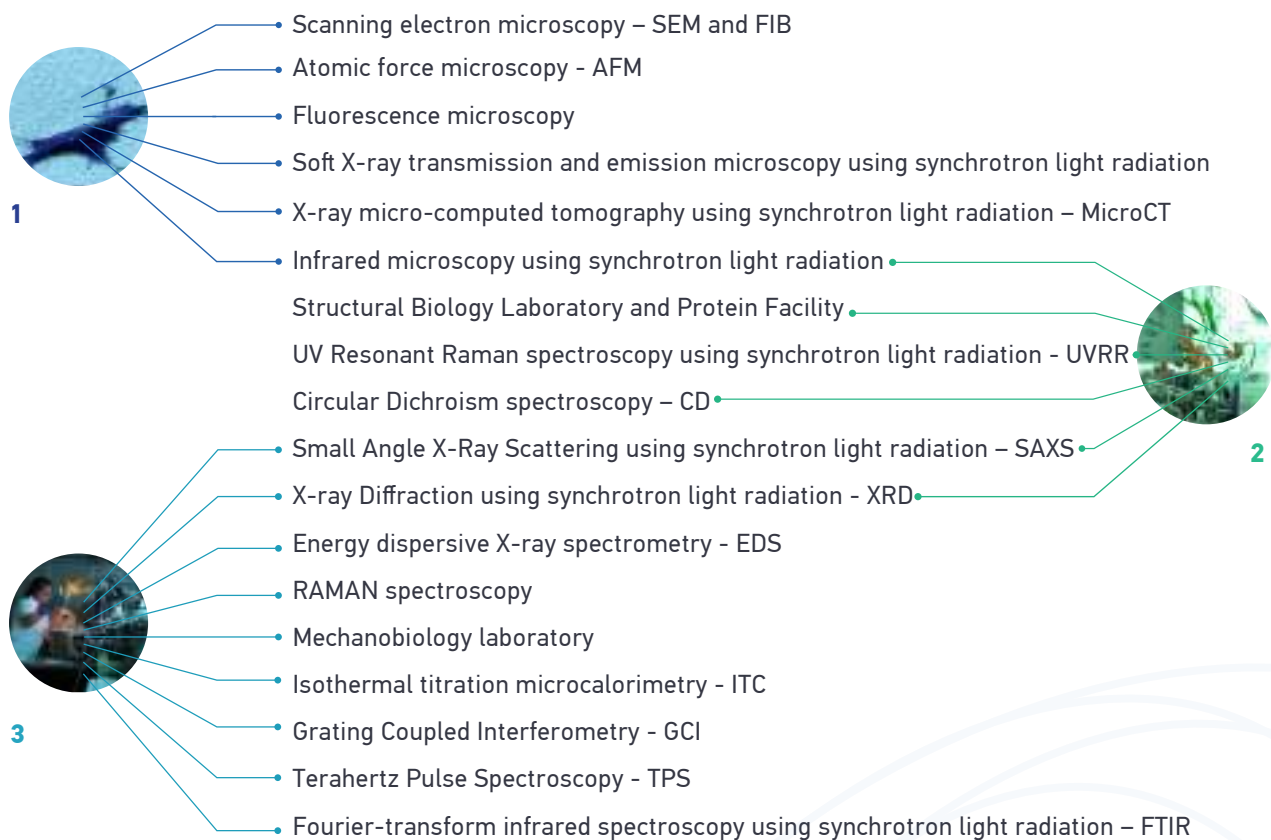 Scanning electron microscopy – SEM and FIB
Atomic force microscopy - AFM
Fluorescence microscopy
Soft X-ray transmission and emission microscopy using synchrotron light radiation
X-ray micro-computed tomography using synchrotron light radiation – MicroCT
1
Infrared microscopy using synchrotron light radiation
Structural Biology Laboratory and Protein Facility
UV Resonant Raman spectroscopy using synchrotron light radiation - UVRR
Circular Dichroism spectroscopy – CD
Small Angle X-Ray Scattering using synchrotron light radiation – SAXS
2
X-ray Diffraction using synchrotron light radiation - XRD
Energy dispersive X-ray spectrometry - EDS
RAMAN spectroscopy
Mechanobiology laboratory
Isothermal titration microcalorimetry - ITC
Grating Coupled Interferometry - GCI
3
Terahertz Pulse Spectroscopy - TPS
Fourier-transform infrared spectroscopy using synchrotron light radiation – FTIR